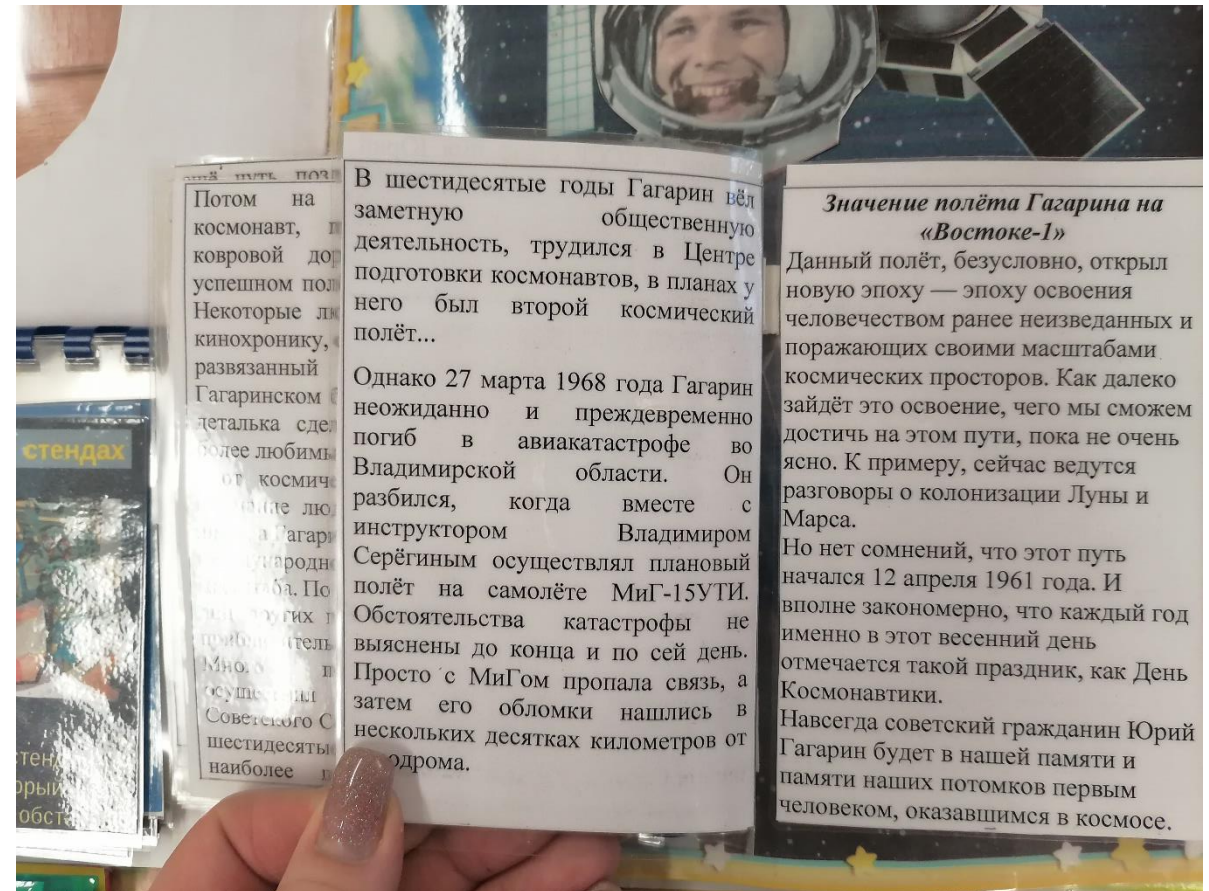 Потом на
космонавт,
ковровой
успешном
Некоторые
кинохронику,
развязанный
Гагаринском
деталька
более
от
шестидесятые
наиболее
стендах
В шестидесятые годы Гагарин вёл
заметную общественную
деятельность, трудился в Центре
подготовки космонавтов, в планах у
него был второй космический
полёт...
Однако 27 марта 1968 года Гагарин
неожиданно и преждевременно
погиб в авиакатастрофе во
Владимирской области. Он
разбился, когда вместе с
инструктором Владимиром
Серёгиным осуществлял плановый
полёт на самолёте МиГ-15УТИ.
Обстоятельства катастрофы не
выяснены до конца и по сей день.
Просто с МиГом пропала связь, а
затем его обломки нашлись в
нескольких десятках километров от
Значение полёта Гагарина на
«Востоке-1»
Данный полёт, безусловно, открыл
новую эпоху — эпоху освоения
человечеством ранее неизведанных и
поражающих своими масштабами
космических просторов. Как далеко
зайдёт это освоение, чего мы сможем
достичь на этом пути, пока не очень
ясно. К примеру, сейчас ведутся
разговоры о колонизации Луны и
Марса.
Но нет сомнений, что этот путь
начался 12 апреля 1961 года. И
вполне закономерно, что каждый год
именно в этот весенний день
отмечается такой праздник, как День
Космонавтики.
Навсегда советский гражданин Юрий
Гагарин будет в нашей памяти и
памяти наших потомков первым
человеком, оказавшимся в космосе.